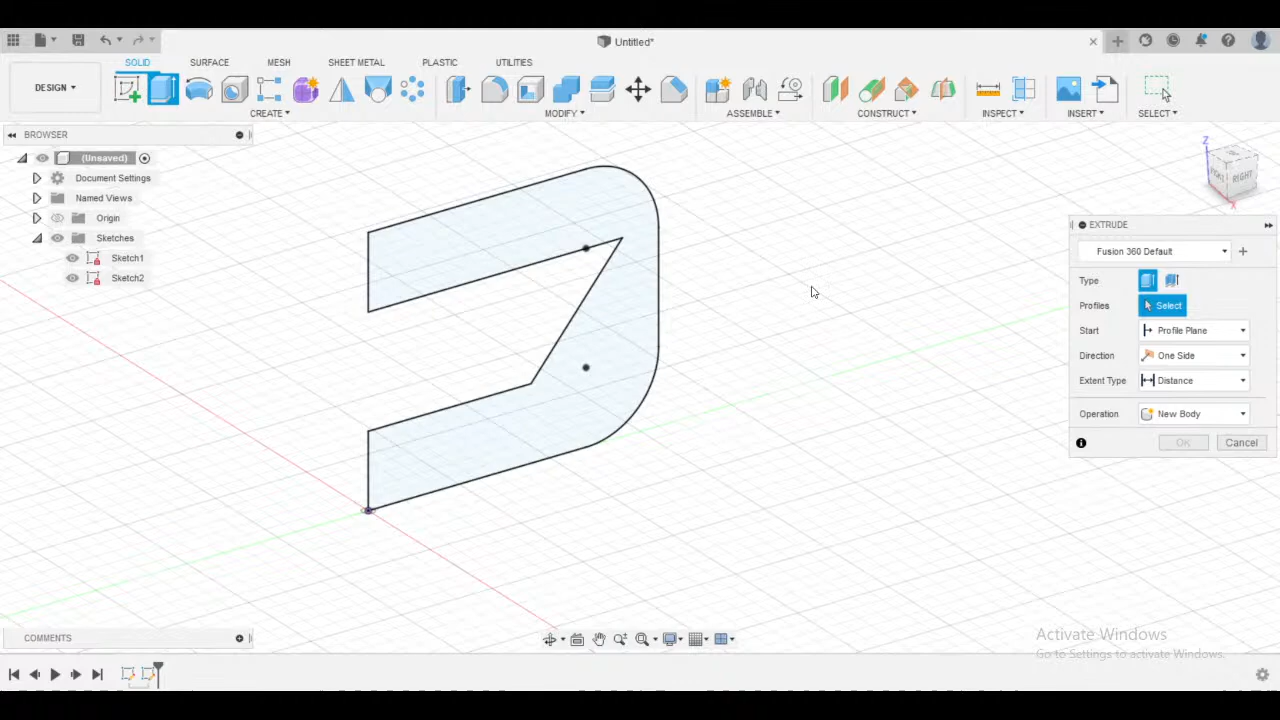 Untitled*
DESIGN
SOLID
SURFACE
MESH
SHEET METAL
PLASTIC
UTILITIES
CREATE
MODIFY
ASSEMBLE
CONSTRUCT
INSPECT
INSERT
SELECT
BROWSER
(Unsaved)
Document Settings
Named Views
Origin
Sketches
Sketch1
Sketch2
Z
RIGHT
X
EXTRUDE
Fusion 360 Default
Type
Profiles Select
Start Profile Plane
Direction One Side
Extent Type Distance
Operation New Body
OK Cancel
COMMENTS
Activate Windows
Go to Settings to activate Windows.